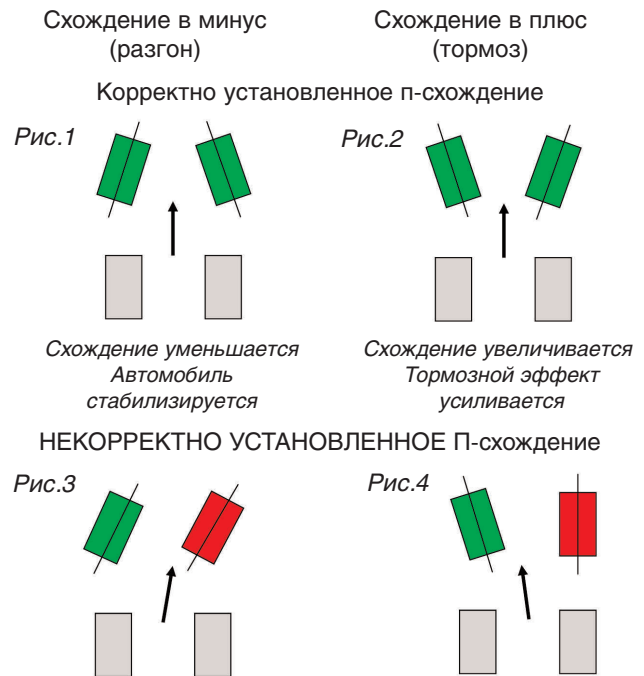 Схождение в минус
(разгон)
Схождение в плюс
(тормоз)
Корректно установленное п-схождение
Рис.1
Рис.2
Схождение уменьшается
Автомобиль
стабилизируется
Схождение увеличивается
Тормозной эффект
усиливается
НЕКОРРЕКТНО УСТАНОВЛЕННОЕ П-схождение
Рис.3
Рис.4